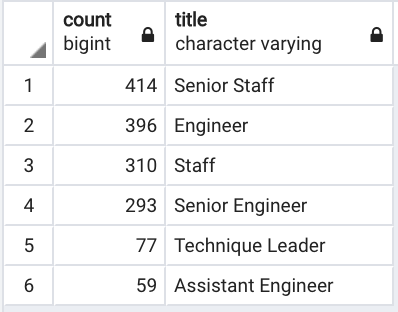 count title
bigint character varying
1 414 Senior Staff
2 396 Engineer
3 310 Staff
4 293 Senior Engineer
5 77 Technique Leader
6 59 Assistant Engineer